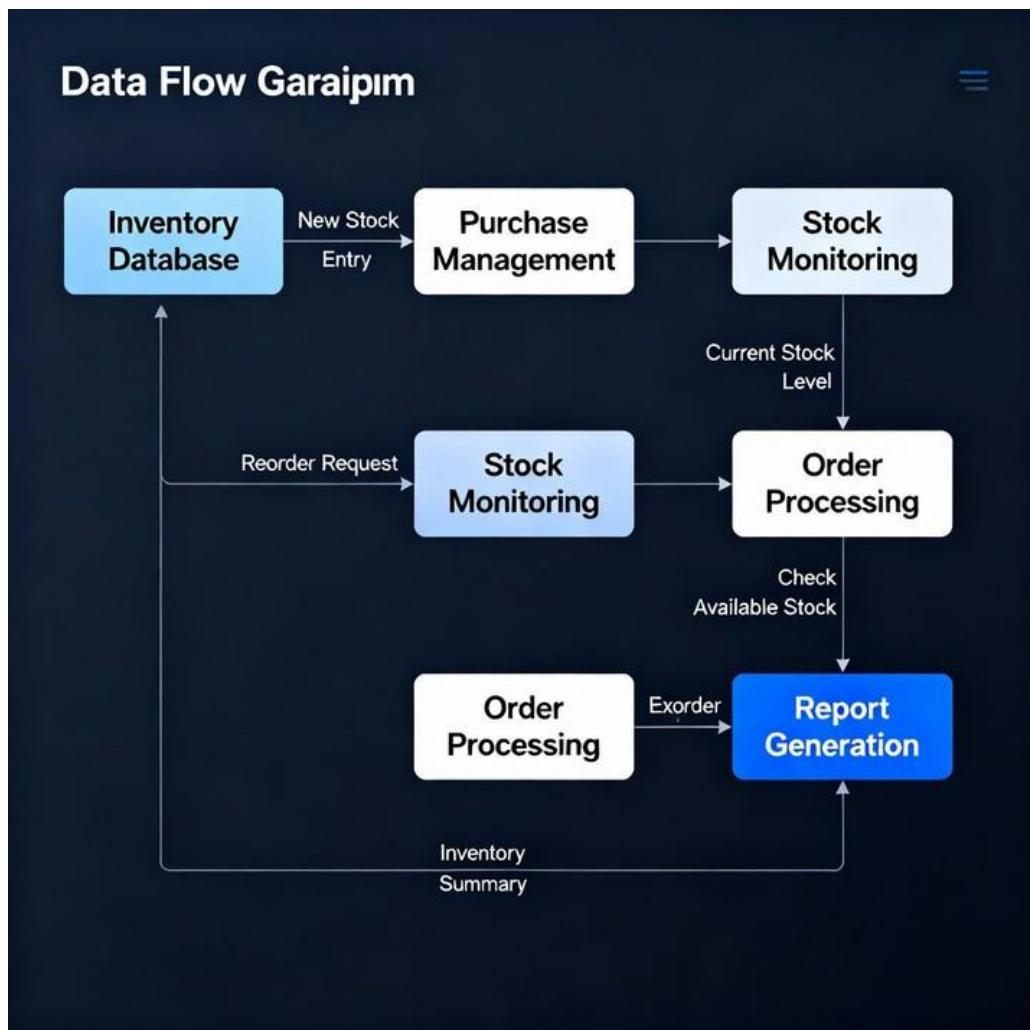 Data Flow Garaipım
Inventory
Database
New Stock
Entry
Purchase
Management
Stock
Monitoring
Current Stock
Level
Reorder Request
Stock
Monitoring
Order
Processing
Check
Available Stock
Order
Processing
Exorder
Report
Generation
Inventory
Summary